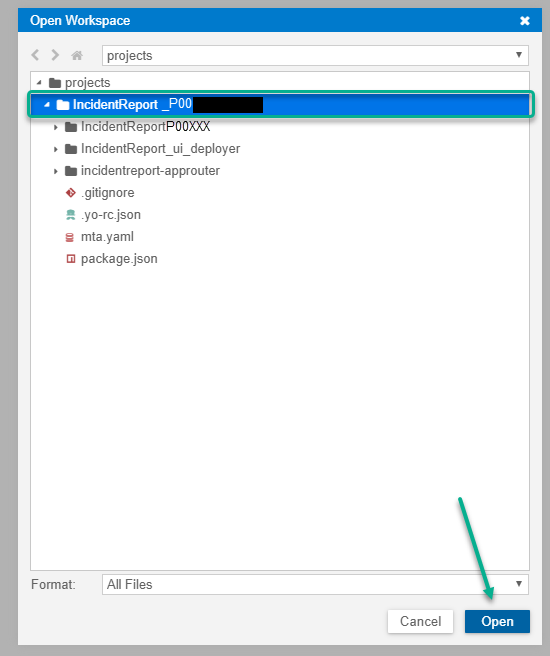 Open Workspace
projects
projects
IncidentReport _P00
IncidentReportP00XXX
IncidentReport_ui_deployer
incidentreport-approuter
.gitignore
.yo-rc.json
mta.yaml
package.json
Format: All Files
Cancel Open